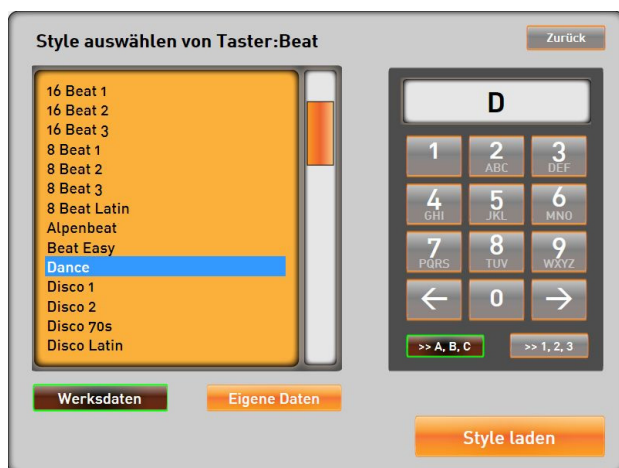 Style auswählen von Taster:Beat
Zurück
16 Beat 1
16 Beat 2
16 Beat 3
8 Beat 1
8 Beat 2
8 Beat 3
8 Beat Latin
Alpenbeat
Beat Easy
Dance
Disco 1
Disco 2
Disco 70s
Disco Latin
Werksdaten
Eigene Daten
D
1
2
3
ABC
DEF
4
5
6
GHI
JKL
MNO
7
8
9
PQRS
TUV
WXYZ
←
0
→
>> A, B, C
>> 1, 2, 3
Style laden